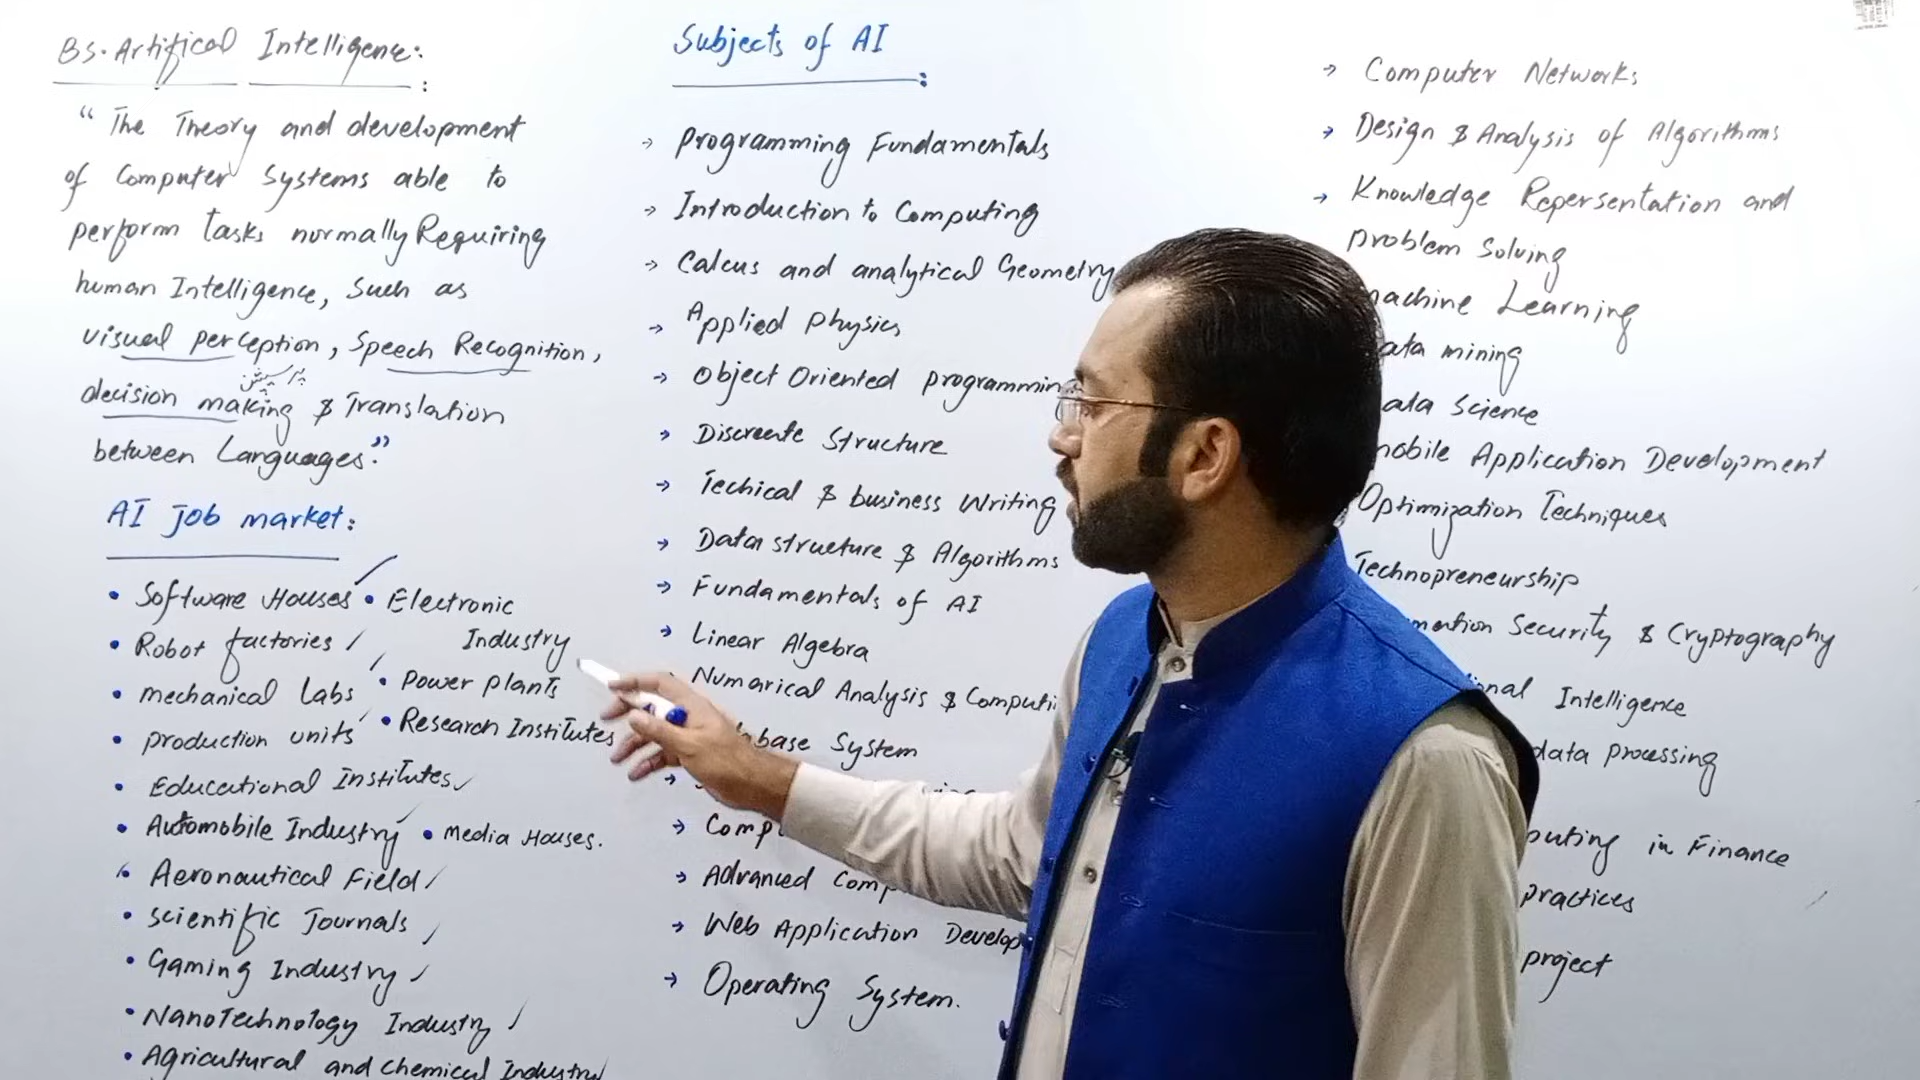 BS. Artifical Intelligence:
"The Theory and development
of Computer Systems able to
perform tasks normally Requiring
human Intelligence, such as
visual perception, Speech Recognition,
decision making & Translation
between Languages."
AI Job market:
• Software Houses
• Robot factories
• mechanical Labs
• production units
• Educational Institutes
• Automobile Industry
• Aeronautical Field
• Scientific Journals
• Gaming Industry
• NanoTechnology Industry
• Agricultural and chemical Industry
• Electronic
Industry
• Power plants
• Research Institutes
• Media Houses.
Subjects of AI
→ Programming Fundamentals
→ Introduction to Computing
→ Calcus and analytical Geometry
→ Applied Physics
→ Object Oriented programmin
→ Discreate Structure
→ Techical & business Writing
→ Data structure & Algorithms
→ Fundamentals of AI
→ Linear Algebra
Numarical Analysis & Computi
base System
→ Comp
→ Advanced Comp
→ Web Application Develop
→ Operating System.
→ Computer Networks
→ Design & Analysis of Algorithms
→ Knowledge Repersentation and
problem Solving
achine Learning
ata mining
ata Science
obile Application Development
Optimization Techniques
Technopreneurship
mation Security & Cryptography
nal Intelligence
data processing
puting in Finance
practices
project